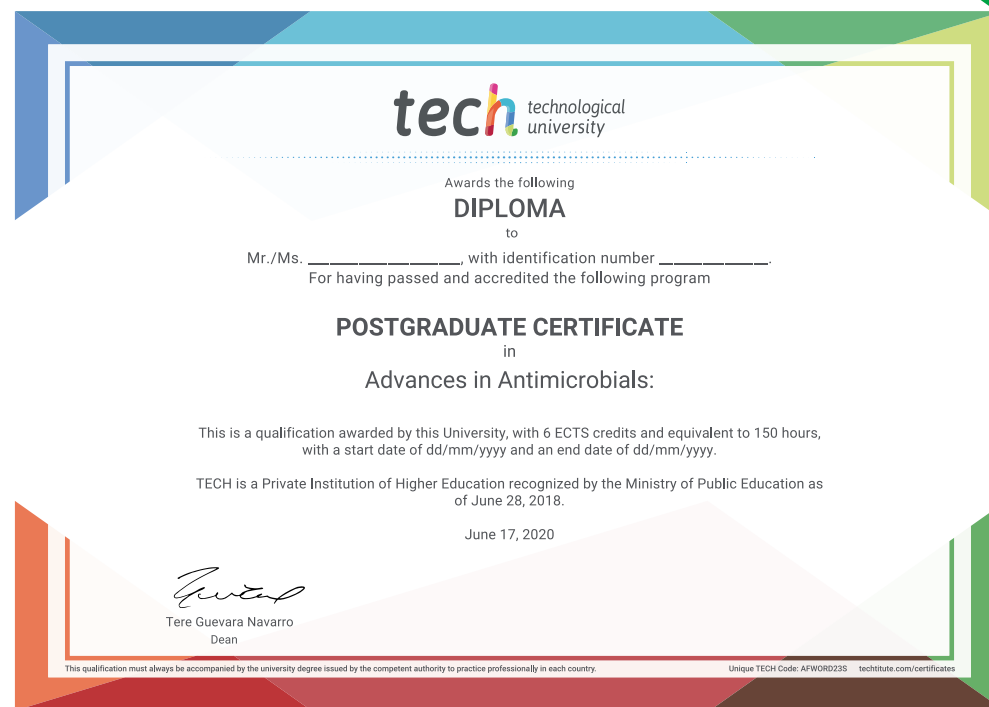 tech technological
university
Awards the following
DIPLOMA
to
Mr./Ms. ____________________, with identification number ______________.
For having passed and accredited the following program
POSTGRADUATE CERTIFICATE
in
Advances in Antimicrobials:
This is a qualification awarded by this University, with 6 ECTS credits and equivalent to 150 hours,
with a start date of dd/mm/yyyy and an end date of dd/mm/yyyy.
TECH is a Private Institution of Higher Education recognized by the Ministry of Public Education as
of June 28, 2018.
June 17, 2020
Tere Guevara Navarro
Dean
This qualification must always be accompanied by the university degree issued by the competent authority to practice professionally in each country.
Unique TECH Code: AFWORD23S techtitute.com/certificates